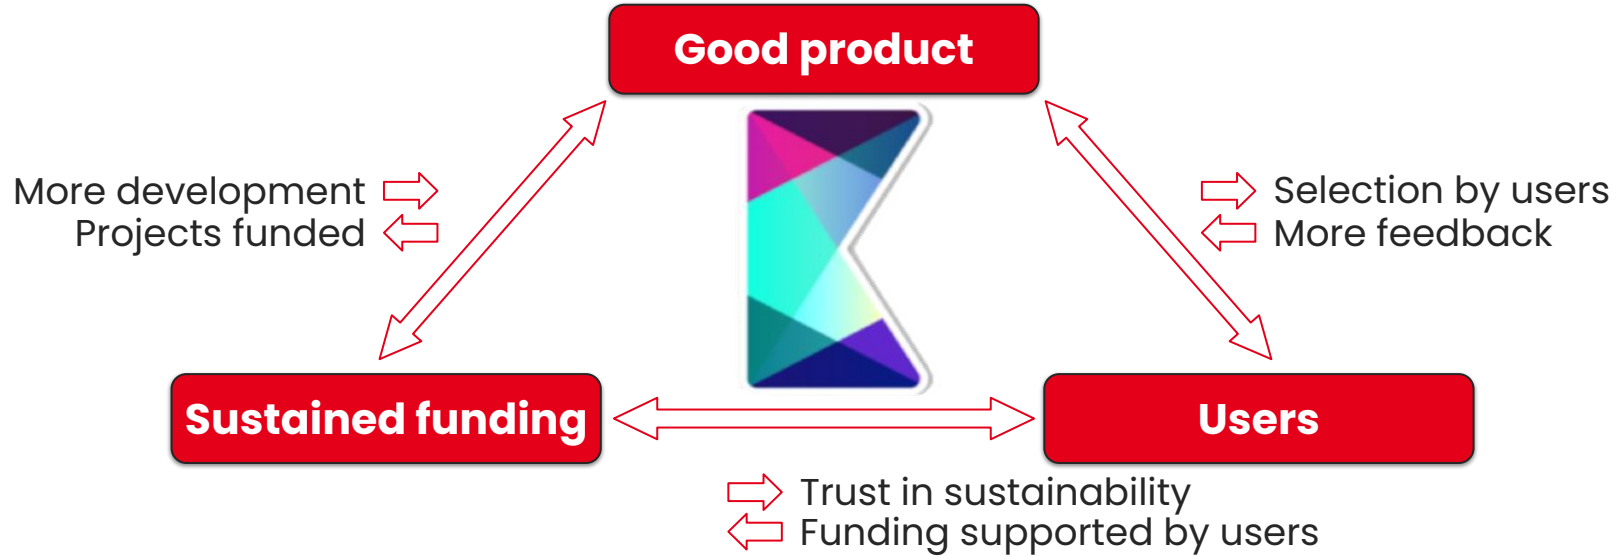 Good product
More development
Projects funded
Selection by users
More feedback
Sustained funding
Users
Trust in sustainability
Funding supported by users